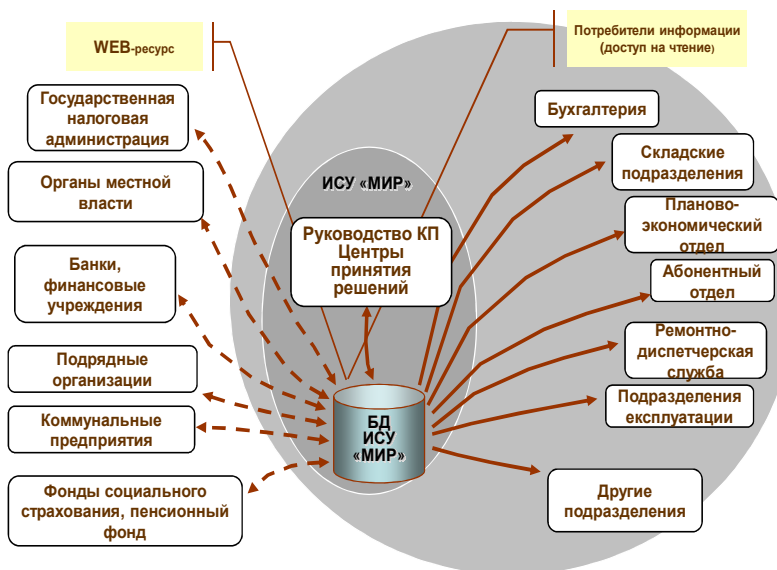 WEB-ресурс
Потребители информации
(доступ на чтение)
Государственная
налоговая
администрация
Органы местной
власти
Банки,
финансовые
учреждения
Подрядные
организации
Коммунальные
предприятия
Фонды социального
страхования, пенсионный
фонд
ИСУ «МИР»
Руководство КП
Центры
принятия
решений
БД
ИСУ
«МИР»
Бухгалтерия
Складские
подразделения
Планово-
экономический
отдел
Абонентный
отдел
Ремонтно-
диспетчерская
служба
Подразделения
експлуатации
Другие
подразделения